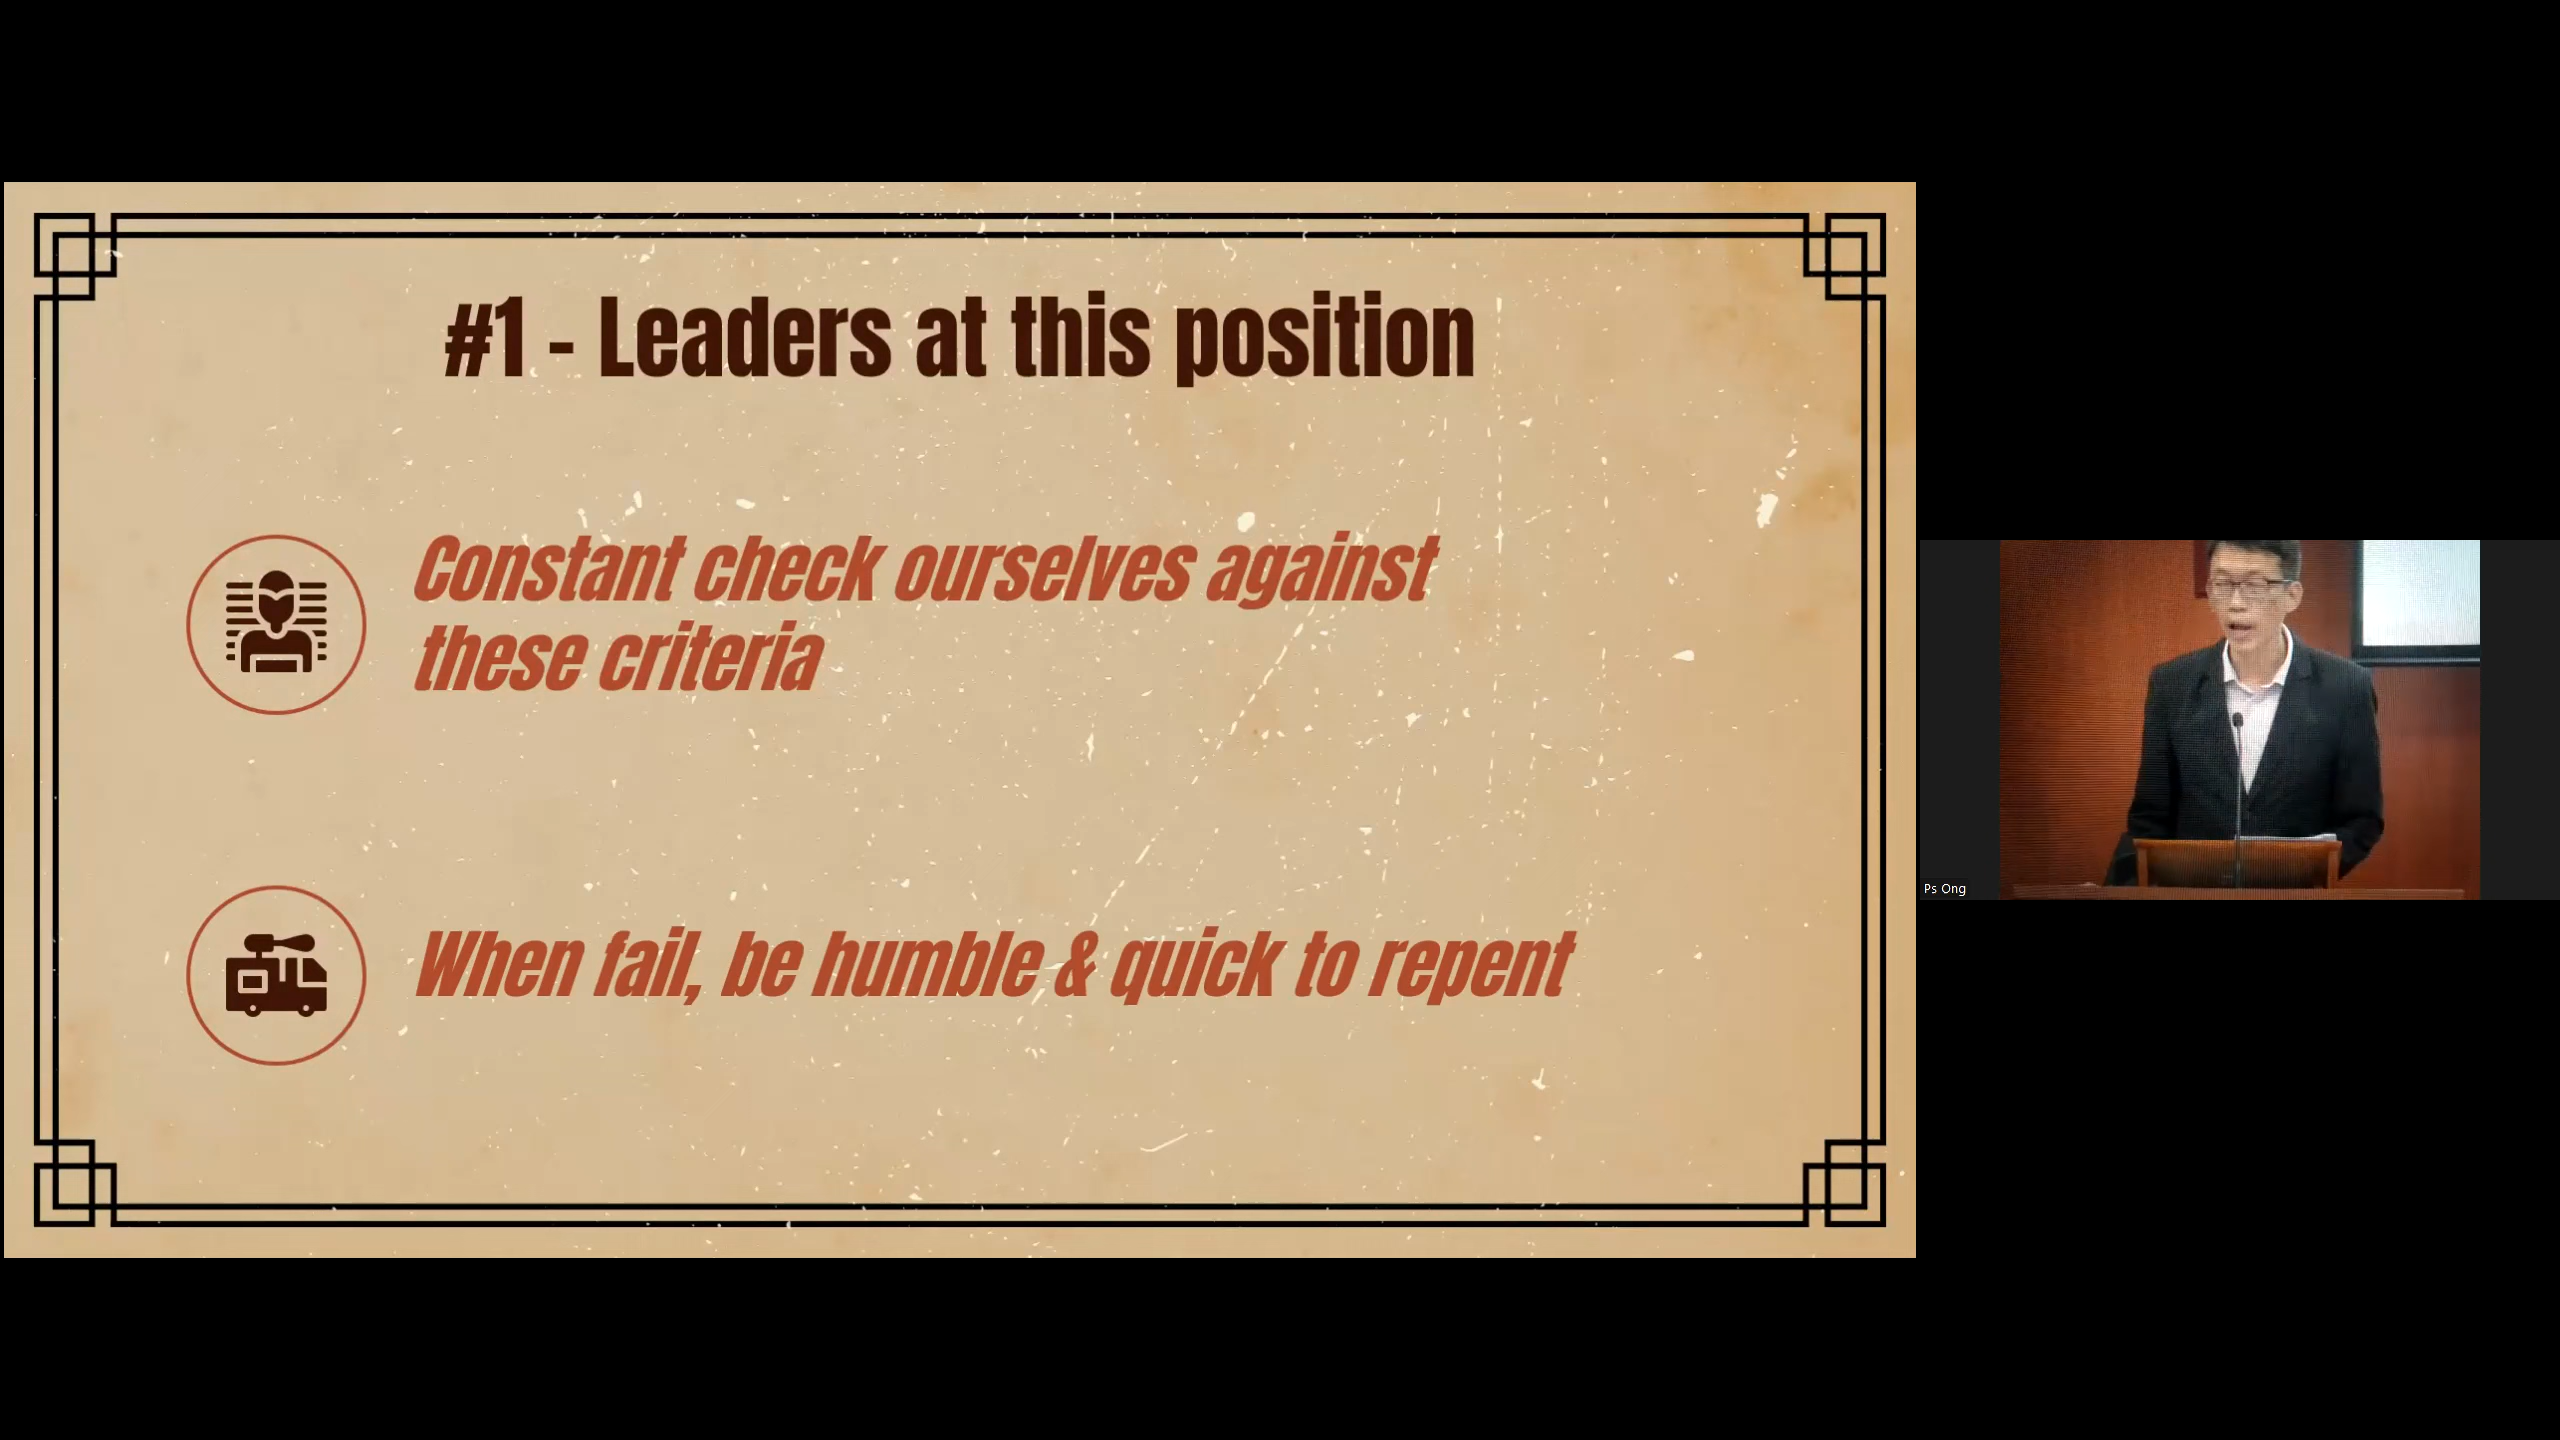 #1 - Leaders at this position
Constant check ourselves against
these criteria
When fail, be humble & quick to repent
Ps Ong